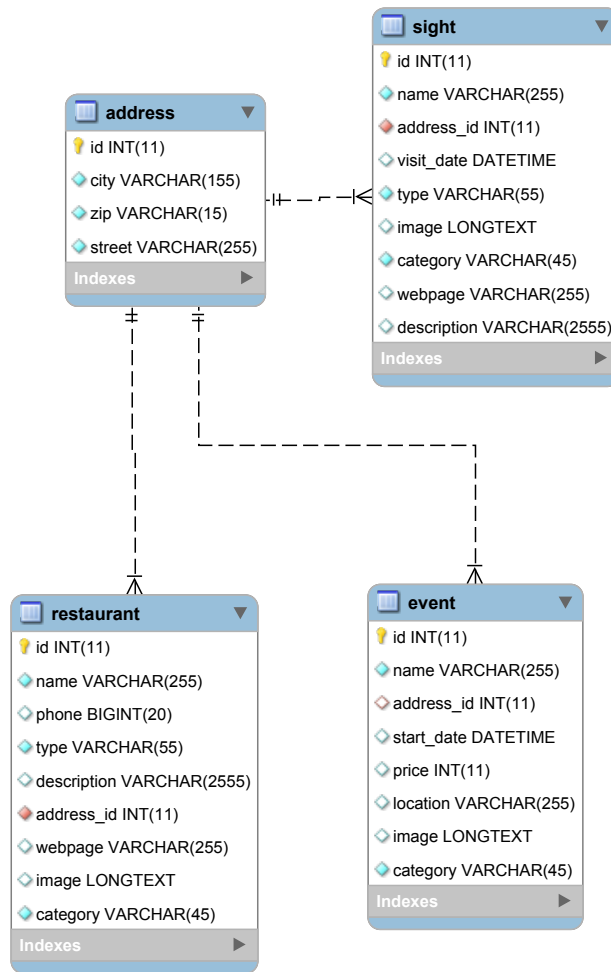 sight
id INT(11)
name VARCHAR(255)
address_id INT(11)
visit_date DATETIME
type VARCHAR(55)
image LONGTEXT
category VARCHAR(45)
webpage VARCHAR(255)
description VARCHAR(2555)
Indexes
address
id INT(11)
city VARCHAR(155)
zip VARCHAR(15)
street VARCHAR(255)
Indexes
restaurant
id INT(11)
name VARCHAR(255)
phone BIGINT(20)
type VARCHAR(55)
description VARCHAR(2555)
address_id INT(11)
webpage VARCHAR(255)
image LONGTEXT
category VARCHAR(45)
Indexes
event
id INT(11)
name VARCHAR(255)
address_id INT(11)
start_date DATETIME
price INT(11)
location VARCHAR(255)
image LONGTEXT
category VARCHAR(45)
Indexes